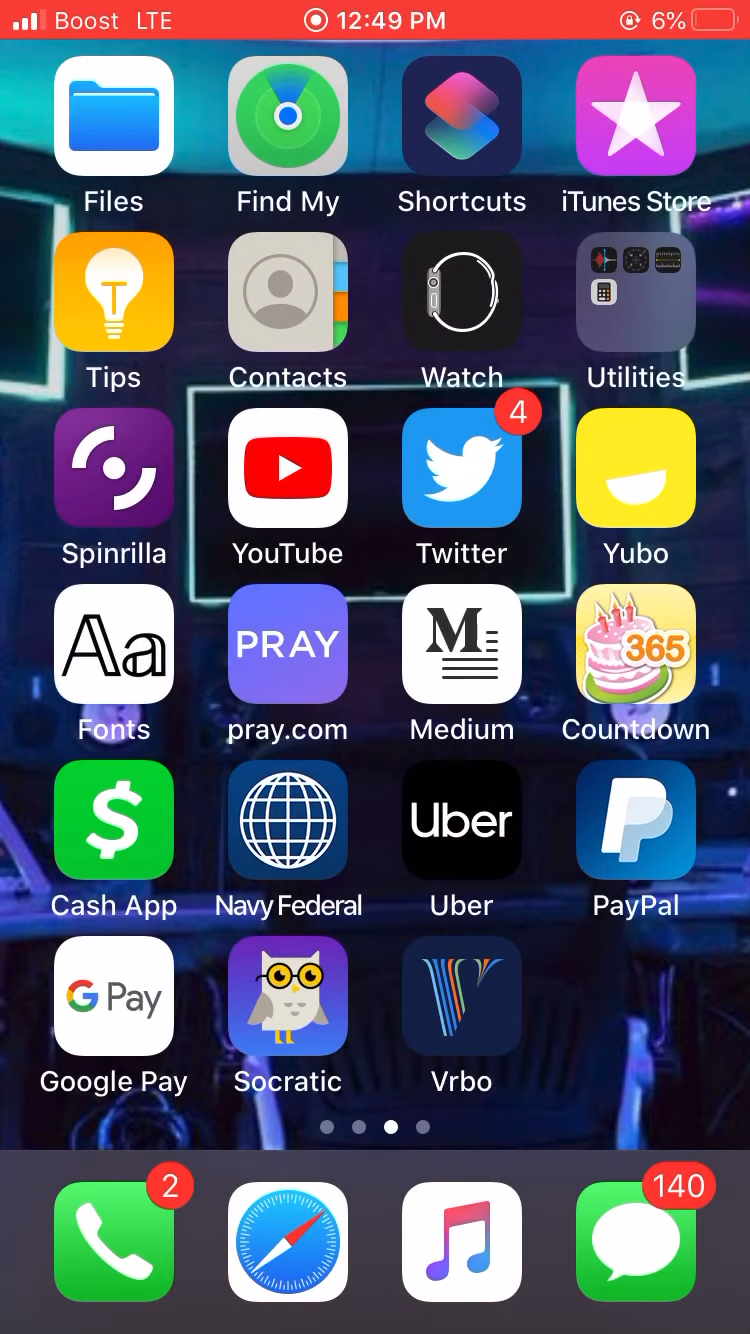 Boost LTE 12:49 PM 6%
Files Find My Shortcuts iTunes Store
Tips Contacts Watch Utilities
4
Spinrilla YouTube Twitter Yubo
Aa PRAY M 365
Fonts pray.com Medium Countdown
$ Uber P
Cash App Navy Federal Uber PayPal
G Pay V
Google Pay Socratic Vrbo
2 140